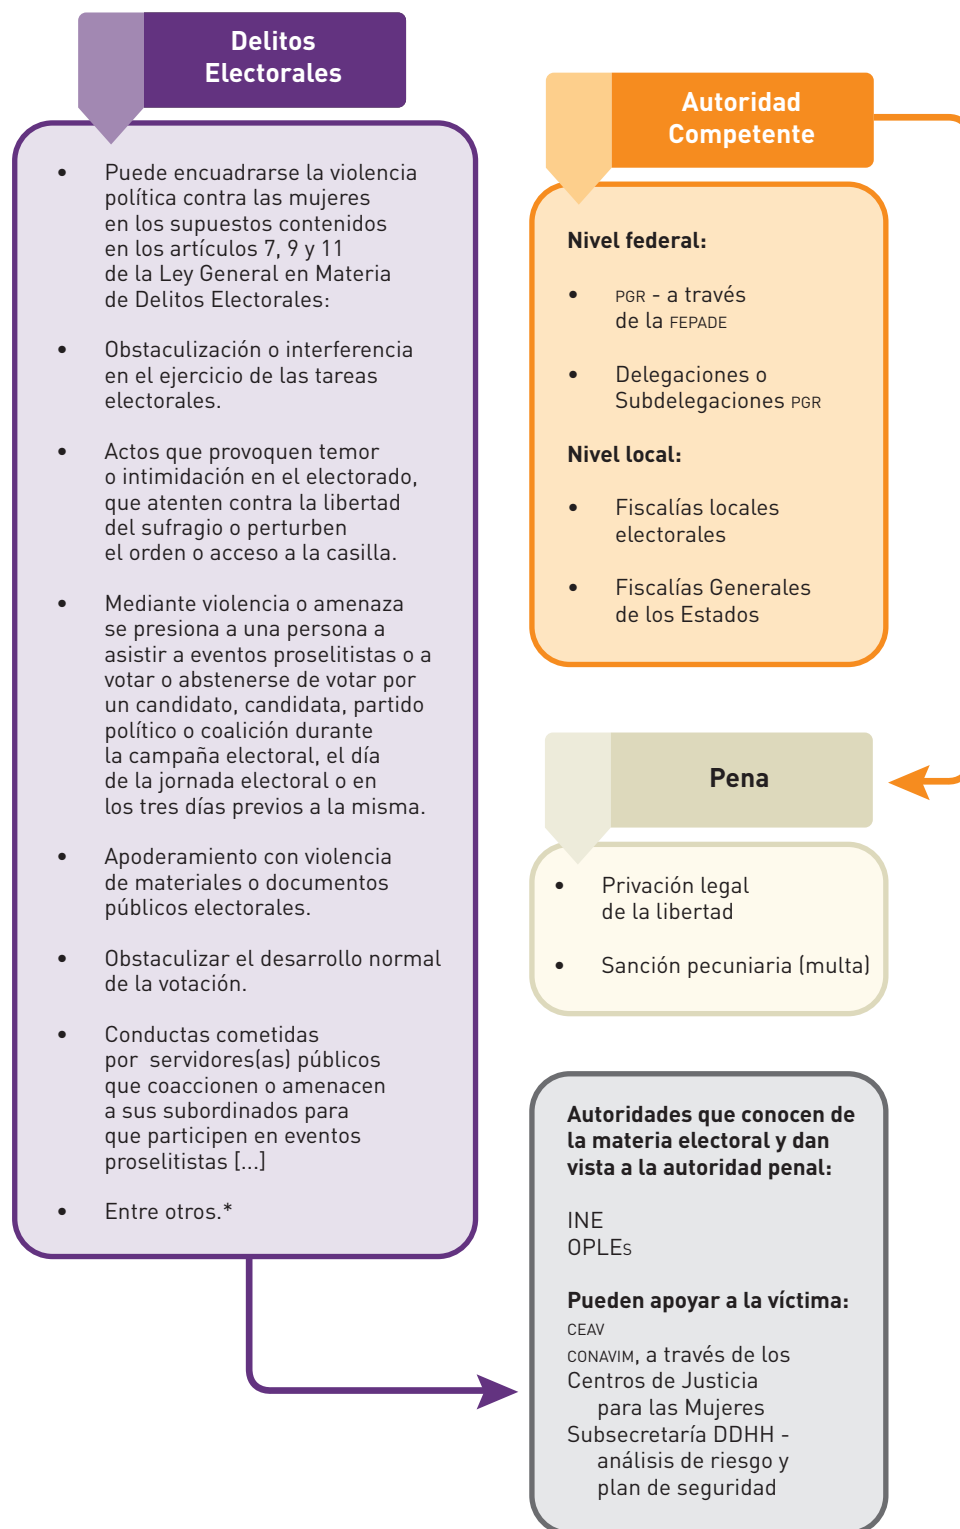 Delitos
Electorales
• Puede encuadrarse la violencia
política contra las mujeres
en los supuestos contenidos
en los artículos 7, 9 y 11
de la Ley General en Materia
de Delitos Electorales:
• Obstaculización o interferencia
en el ejercicio de las tareas
electorales.
• Actos que provoquen temor
o intimidación en el electorado,
que atenten contra la libertad
del sufragio o perturben
el orden o acceso a la casilla.
• Mediante violencia o amenaza
se presiona a una persona a
asistir a eventos proselitistas o a
votar o abstenerse de votar por
un candidato, candidata, partido
político o coalición durante
la campaña electoral, el día
de la jornada electoral o en
los tres días previos a la misma.
• Apoderamiento con violencia
de materiales o documentos
públicos electorales.
• Obstaculizar el desarrollo normal
de la votación.
• Conductas cometidas
por servidores(as) públicos
que coaccionen o amenacen
a sus subordinados para
que participen en eventos
proselitistas [...]
• Entre otros.*
Autoridad
Competente
Nivel federal:
• PGR - a través
de la FEPADE
• Delegaciones o
Subdelegaciones PGR
Nivel local:
• Fiscalías locales
electorales
• Fiscalías Generales
de los Estados
Pena
• Privación legal
de la libertad
• Sanción pecuniaria (multa)
Autoridades que conocen de
la materia electoral y dan
vista a la autoridad penal:
INE
OPLEs
Pueden apoyar a la víctima:
CEAV
CONAVIM, a través de los
Centros de Justicia
para las Mujeres
Subsecretaría DDHH -
análisis de riesgo y
plan de seguridad